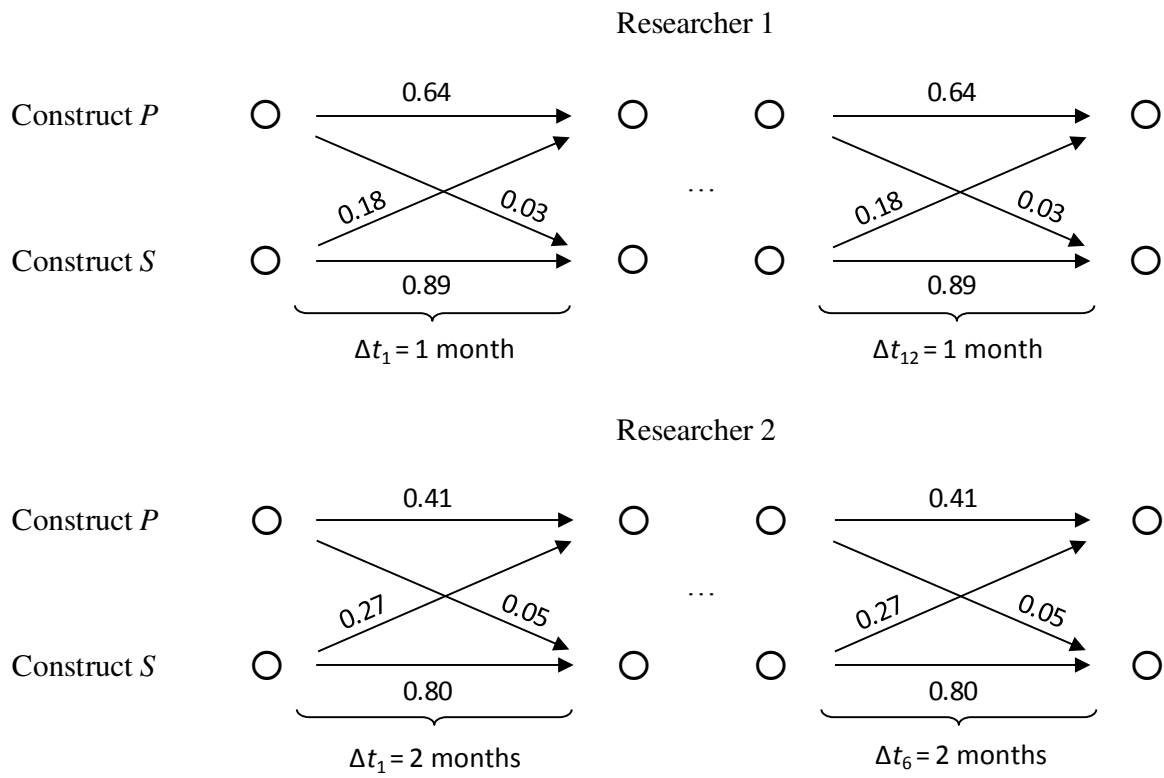 Researcher 1
Construct P
0.64
0.64
0.18
0.03
...
0.18
0.03
Construct S
0.89
0.89
Δt₁ = 1 month
Δt₁₂ = 1 month
Researcher 2
Construct P
0.41
0.41
0.27
0.05
...
0.27
0.05
Construct S
0.80
0.80
Δt₁ = 2 months
Δt₆ = 2 months